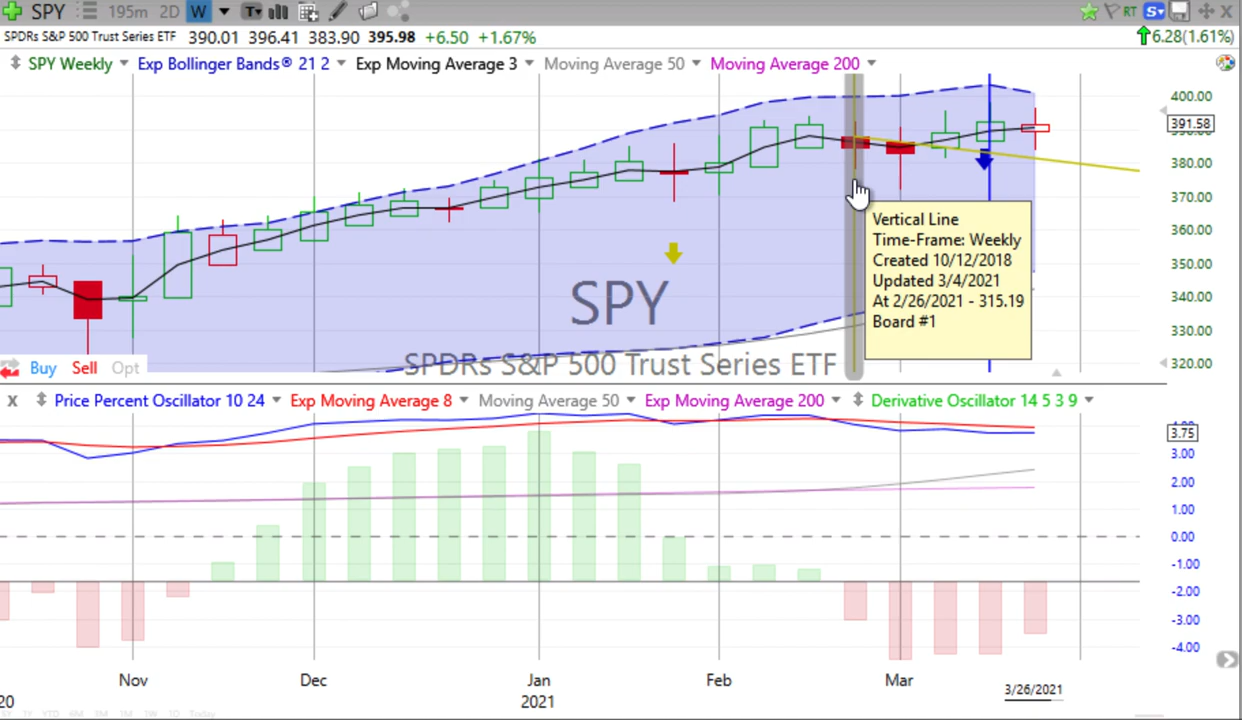 SPY 195m 2D W T RT S
SPDRs S&P 500 Trust Series ETF 390.01 396.41 383.90 395.98 +6.50 +1.67% 6.28(1.61%)
SPY Weekly Exp Bollinger Bands® 21 2 Exp Moving Average 3 Moving Average 50 Moving Average 200
400.00
391.58
380.00
370.00
360.00
350.00
340.00
330.00
320.00
Vertical Line
Time-Frame: Weekly
Created 10/12/2018
Updated 3/4/2021
At 2/26/2021 - 315.19
Board #1
SPY
SPDRs S&P 500 Trust Series ETF
Buy Sell Opt
X Price Percent Oscillator 10 24 Exp Moving Average 8 Moving Average 50 Exp Moving Average 200 Derivative Oscillator 14 5 3 9
3.75
3.00
2.00
1.00
0.00
-1.00
-2.00
-3.00
-4.00
Nov Dec Jan Feb Mar
20 2021 3/26/2021